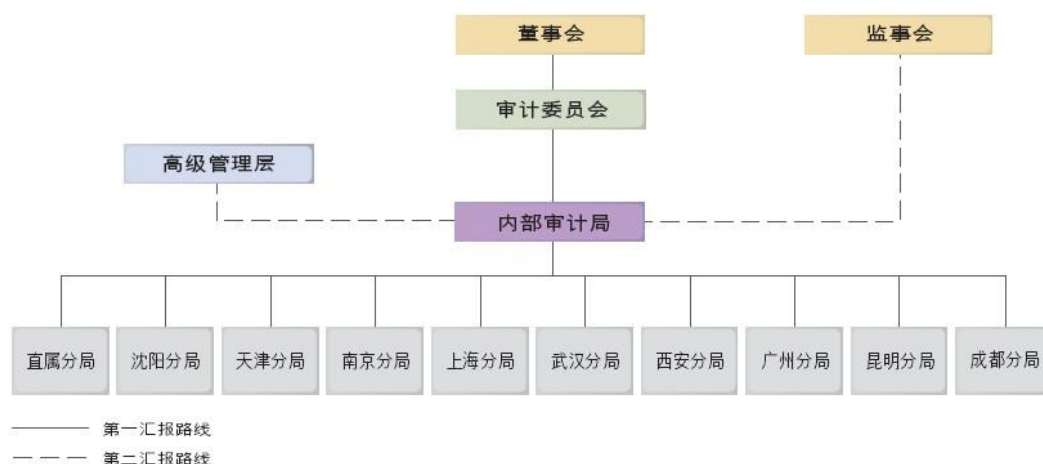 董事会
监事会
审计委员会
高级管理层
内部审计局
直属分局
沈阳分局
天津分局
南京分局
上海分局
武汉分局
西安分局
广州分局
昆明分局
成都分局
第一汇报路线
第二汇报路线